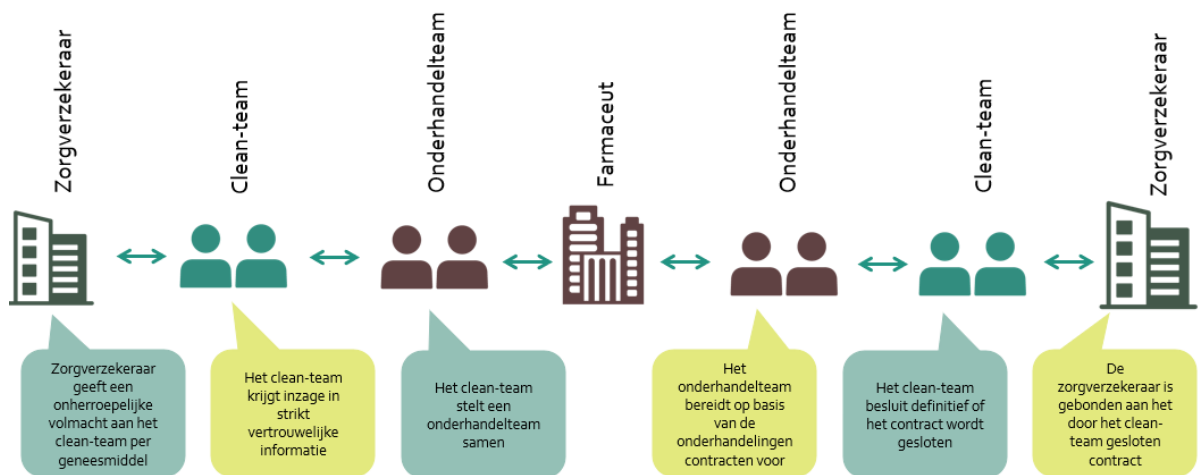 Zorgverzekeraar
Clean-team
Onderhandelteam
Farmaceut
Onderhandelteam
Clean-team
Zorgverzekeraar
Zorgverzekeraar
geeft een
onherroepelijke
volmacht aan het
clean-team per
geneesmiddel
Het clean-team
krijgt inzage in
strikt
vertrouwelijke
informatie
Het clean-team
stelt een
onderhandelteam
samen
Het
onderhandelteam
bereidt op basis
van de
onderhandelingen
contracten voor
Het clean-team
besluit definitief of
het contract wordt
gesloten
De
zorgverzekeraar is
gebonden aan het
door het clean-
team gesloten
contract